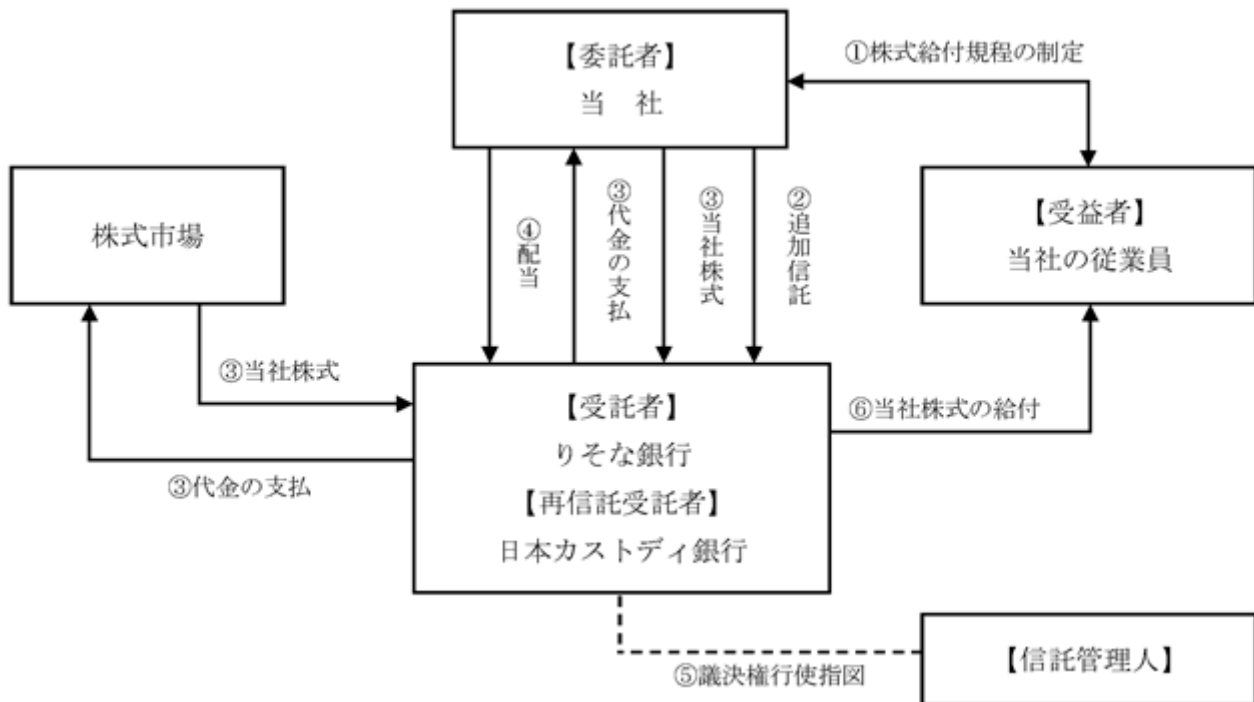 【委託者】
当　社
①株式給付規程の制定
株式市場
【受益者】
当社の従業員
④配当
③代金の支払
③当社株式
②追加信託
③当社株式
③代金の支払
【受託者】
りそな銀行
【再信託受託者】
日本カストディ銀行
⑥当社株式の給付
⑤議決権行使指図
【信託管理人】